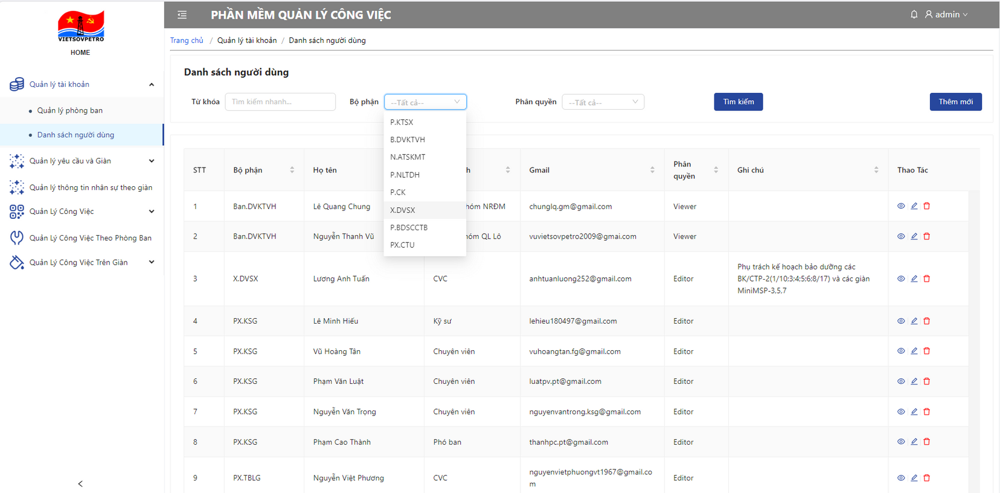 VIETSOVPETRO
HOME
Quản lý tài khoản
Quản lý phòng ban
Danh sách người dùng
Quản lý yêu cầu và Giàn
Quản lý thông tin nhân sự theo giàn
Quản Lý Công Việc
Quản Lý Công Việc Theo Phòng Ban
Quản Lý Công Việc Trên Giàn
PHẦN MỀM QUẢN LÝ CÔNG VIỆC
admin
Trang chủ / Quản lý tài khoản / Danh sách người dùng
Danh sách người dùng
Từ khóa Tìm kiếm nhanh... Bộ phận --Tất cả-- Phân quyền --Tất cả-- Tìm kiếm Thêm mới
P.KTSX
B.DVKTVH
N.ATSKMT
P.NLTDH
P.CK
X.DVSX
P.BDSCCTB
PX.CTU
STT Bộ phận Họ tên h Gmail Phân quyền Ghi chú Thao Tác
1 Ban.DVKTVH Lê Quang Chung hóm NRĐM chunglq.gm@gmail.com Viewer
2 Ban.DVKTVH Nguyễn Thanh Vũ hóm QL Lô vuvietsovpetro2009@gmai.com Viewer
3 X.DVSX Lương Anh Tuấn CVC anhtuanluong252@gmail.com Editor Phụ trách kế hoạch bảo dưỡng các
BK/CTP-2(1/10;3;4;5;6;8/17) và các giàn
MiniMSP-3,5,7
4 PX.KSG Lê Minh Hiếu Kỹ sư lehieu180497@gmail.com Editor
5 PX.KSG Vũ Hoàng Tân Chuyên viên vuhoangtan.fg@gmail.com Editor
6 PX.KSG Phạm Văn Luật Chuyên viên luatpv.pt@gmail.com Editor
7 PX.KSG Nguyễn Văn Trọng Chuyên viên nguyenvantrong.ksg@gmail.com Editor
8 PX.KSG Phạm Cao Thành Phó ban thanhpc.pt@gmail.com Editor
9 PX.TBLG Nguyễn Việt Phương CVC nguyenvietphuongvt1967@gmail.co
m Editor